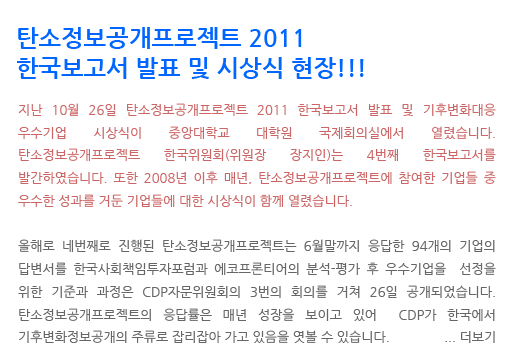 탄소정보공개프로젝트 2011
한국보고서 발표 및 시상식 현장!!!
지난 10월 26일 탄소정보공개프로젝트 2011 한국보고서 발표 및 기후변화대응
우수기업 시상식이 중앙대학교 대학원 국제회의실에서 열렸습니다.
탄소정보공개프로젝트 한국위원회(위원장 장지인)는 4번째 한국보고서를
발간하였습니다. 또한 2008년 이후 매년, 탄소정보공개프로젝트에 참여한 기업들 중
우수한 성과를 거둔 기업들에 대한 시상식이 함께 열렸습니다.
올해로 네번째로 진행된 탄소정보공개프로젝트는 6월말까지 응답한 94개의 기업의
답변서를 한국사회책임투자포럼과 에코프론티어의 분석-평가 후 우수기업을 선정을
위한 기준과 과정은 CDP자문위원회의 3번의 회의를 거쳐 26일 공개되었습니다.
탄소정보공개프로젝트의 응답률은 매년 성장을 보이고 있어 CDP가 한국에서
기후변화정보공개의 주류로 잡리잡아 가고 있음을 엿볼 수 있습니다. ... 더보기